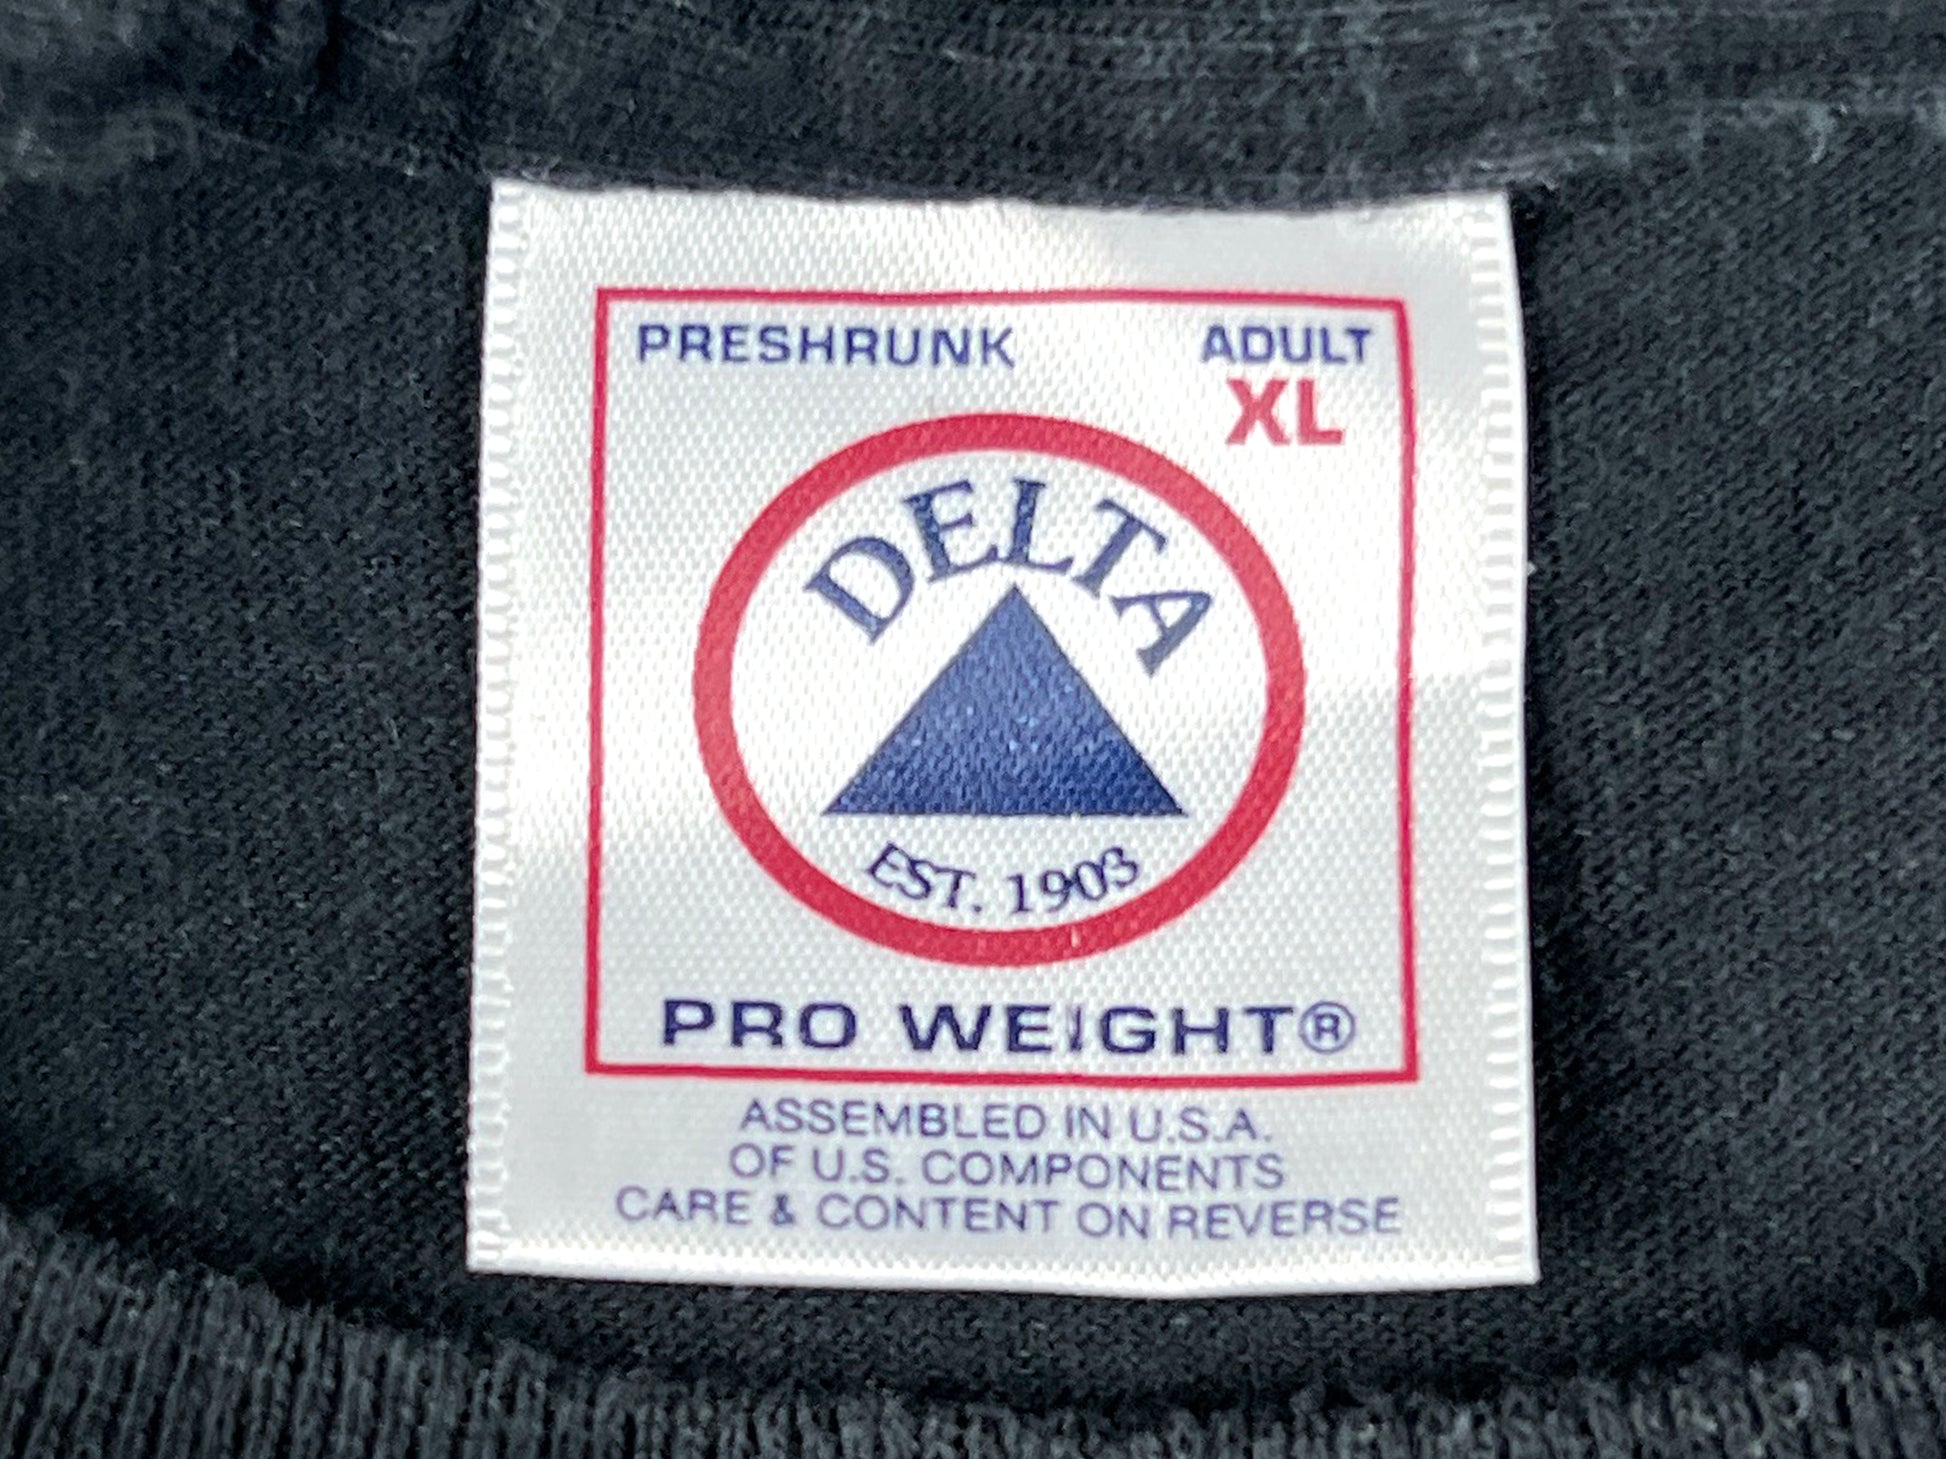 PRESHRUNK ADULT
XL
DELTA
EST. 1903
PRO WEIGHT®
ASSEMBLED IN U.S.A.
OF U.S. COMPONENTS
CARE & CONTENT ON REVERSE